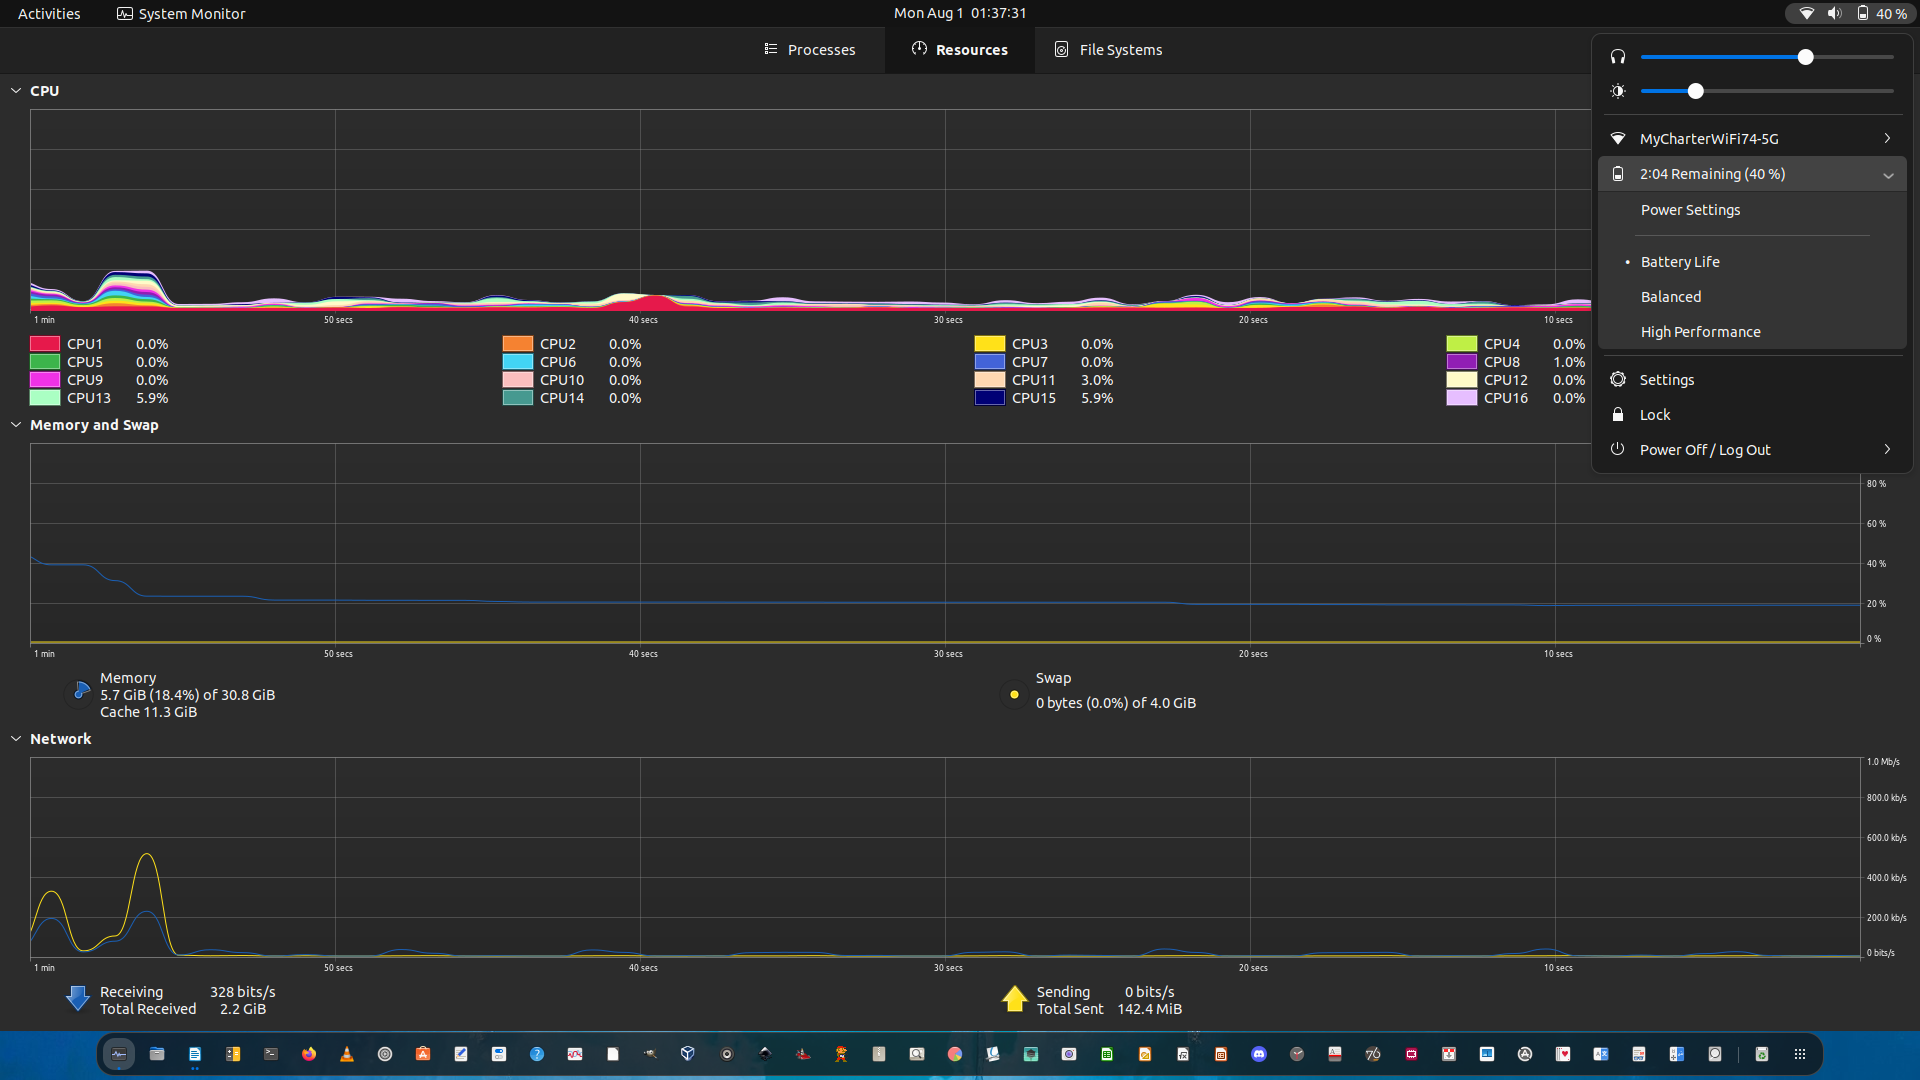 Activities
System Monitor
Mon Aug 1 01:37:31
40 %
Processes
Resources
File Systems
CPU
1 min
50 secs
40 secs
30 secs
20 secs
10 secs
CPU1 0.0%
CPU2 0.0%
CPU3 0.0%
CPU4 0.0%
CPU5 0.0%
CPU6 0.0%
CPU7 0.0%
CPU8 1.0%
CPU9 0.0%
CPU10 0.0%
CPU11 3.0%
CPU12 0.0%
CPU13 5.9%
CPU14 0.0%
CPU15 5.9%
CPU16 0.0%
MyCharterWiFi74-5G
2:04 Remaining (40 %)
Power Settings
Battery Life
Balanced
High Performance
Settings
Lock
Power Off / Log Out
Memory and Swap
80 %
60 %
40 %
20 %
0 %
1 min
50 secs
40 secs
30 secs
20 secs
10 secs
Memory
5.7 GiB (18.4%) of 30.8 GiB
Cache 11.3 GiB
Swap
0 bytes (0.0%) of 4.0 GiB
Network
1.0 Mb/s
800.0 kb/s
600.0 kb/s
400.0 kb/s
200.0 kb/s
0 bits/s
1 min
50 secs
40 secs
30 secs
20 secs
10 secs
Receiving 328 bits/s
Total Received 2.2 GiB
Sending 0 bits/s
Total Sent 142.4 MiB
76